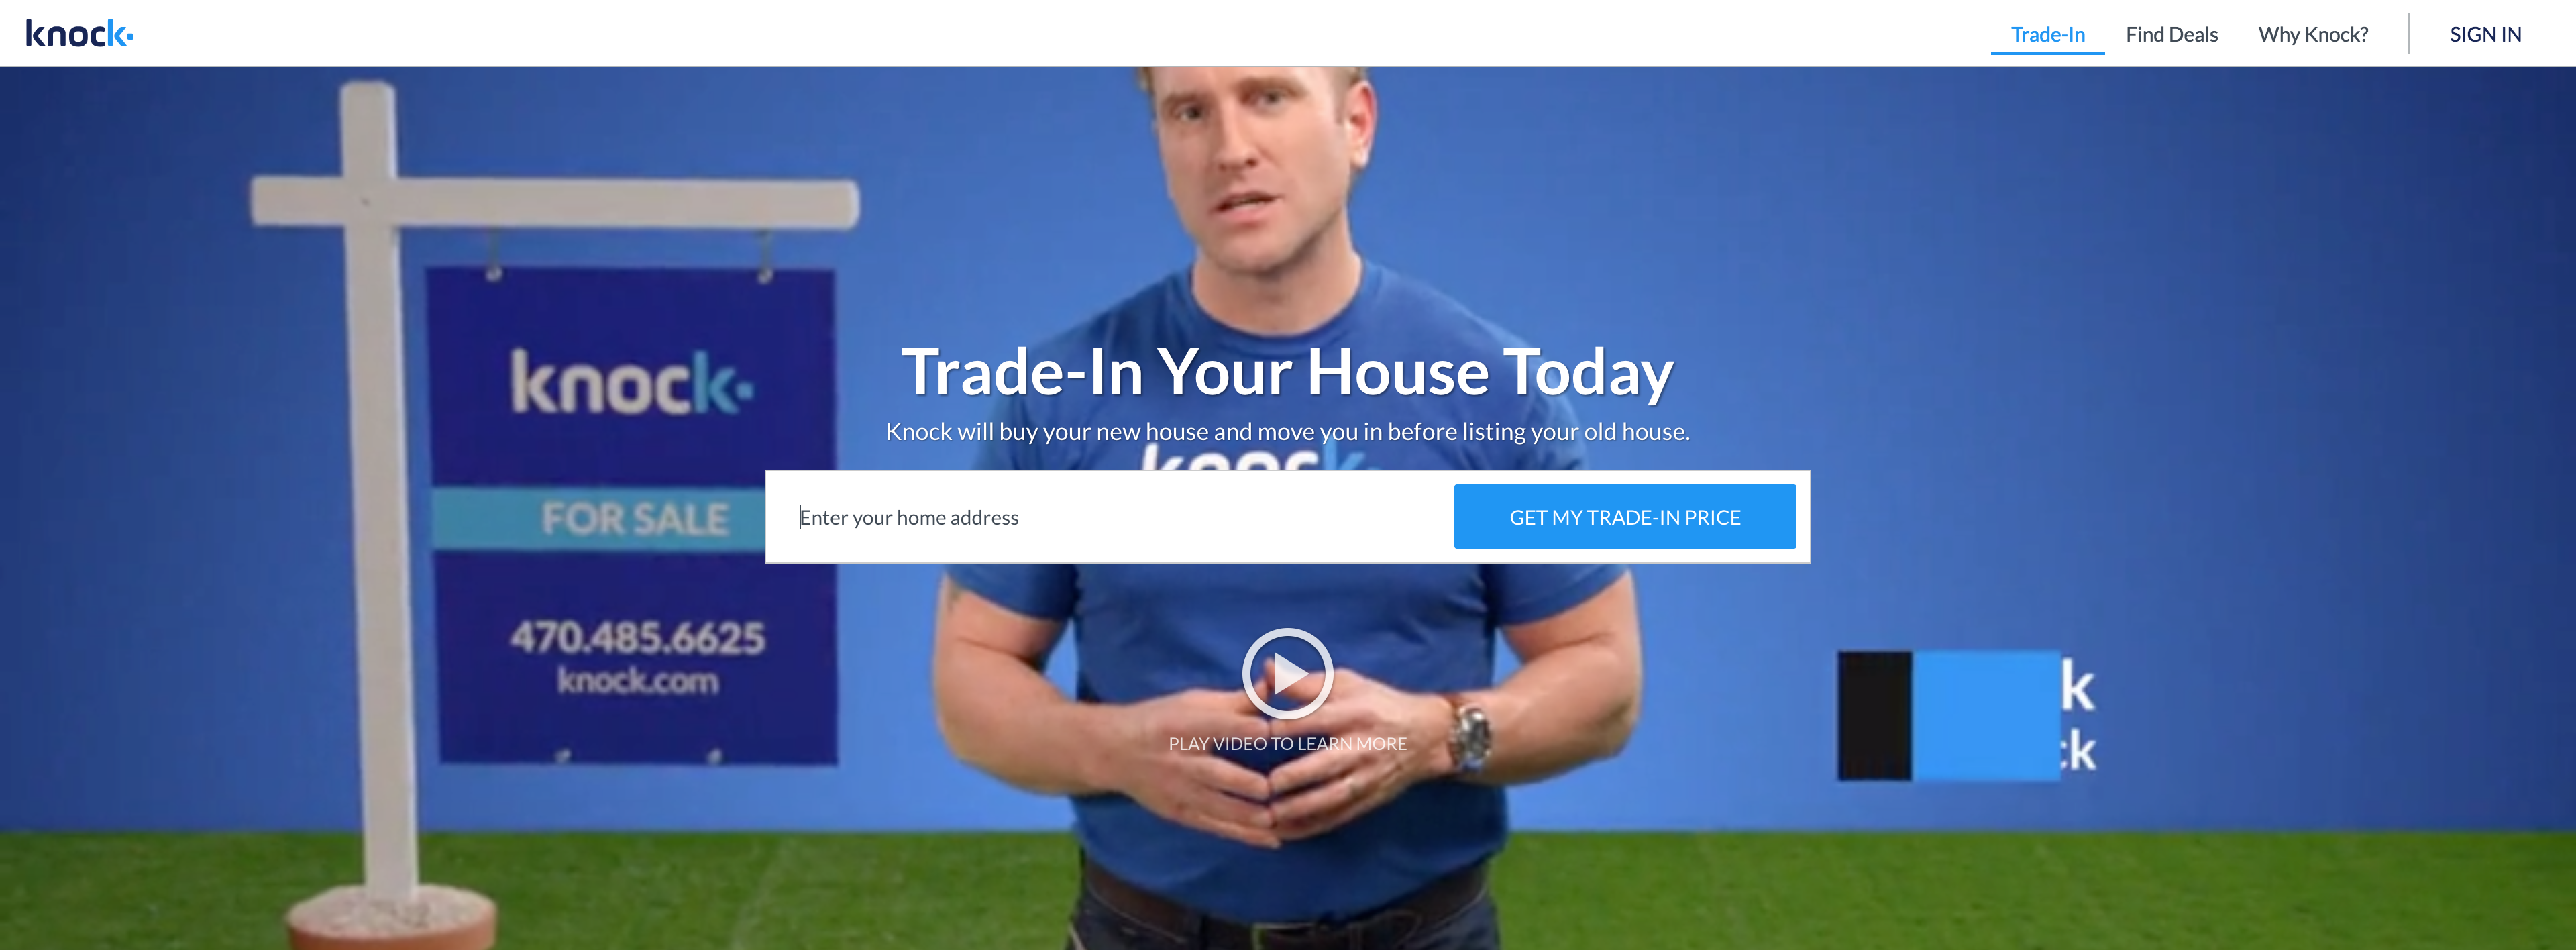 knock
Trade-In
Find Deals
Why Knock?
SIGN IN
knock
FOR SALE
470.485.6625
knock.com
Trade-In Your House Today
Knock will buy your new house and move you in before listing your old house.
knock
Enter your home address
GET MY TRADE-IN PRICE
PLAY VIDEO TO LEARN MORE